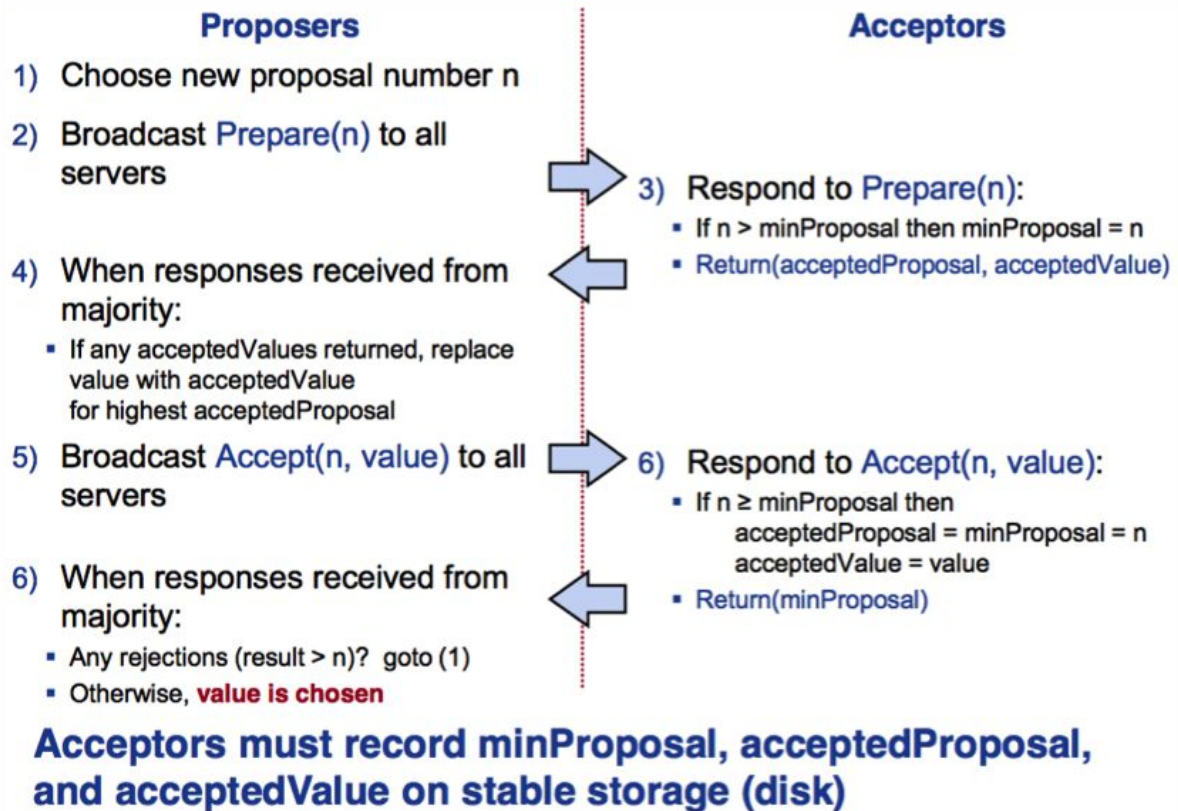 Proposers
1) Choose new proposal number n
2) Broadcast Prepare(n) to all
servers
4) When responses received from
majority:
▪ If any acceptedValues returned, replace
value with acceptedValue
for highest acceptedProposal
5) Broadcast Accept(n, value) to all
servers
6) When responses received from
majority:
▪ Any rejections (result > n)? goto (1)
▪ Otherwise, value is chosen
Acceptors
3) Respond to Prepare(n):
▪ If n > minProposal then minProposal = n
▪ Return(acceptedProposal, acceptedValue)
6) Respond to Accept(n, value):
▪ If n ≥ minProposal then
acceptedProposal = minProposal = n
acceptedValue = value
▪ Return(minProposal)
Acceptors must record minProposal, acceptedProposal,
and acceptedValue on stable storage (disk)